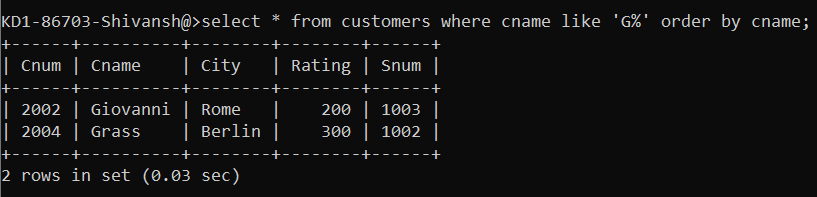 KD1-86703-Shivansh@>select * from customers where cname like 'G%' order by cname;
+------+----------+--------+--------+------+
| Cnum | Cname    | City   | Rating | Snum |
+------+----------+--------+--------+------+
| 2002 | Giovanni | Rome   |    200 | 1003 |
| 2004 | Grass    | Berlin |    300 | 1002 |
+------+----------+--------+--------+------+
2 rows in set (0.03 sec)